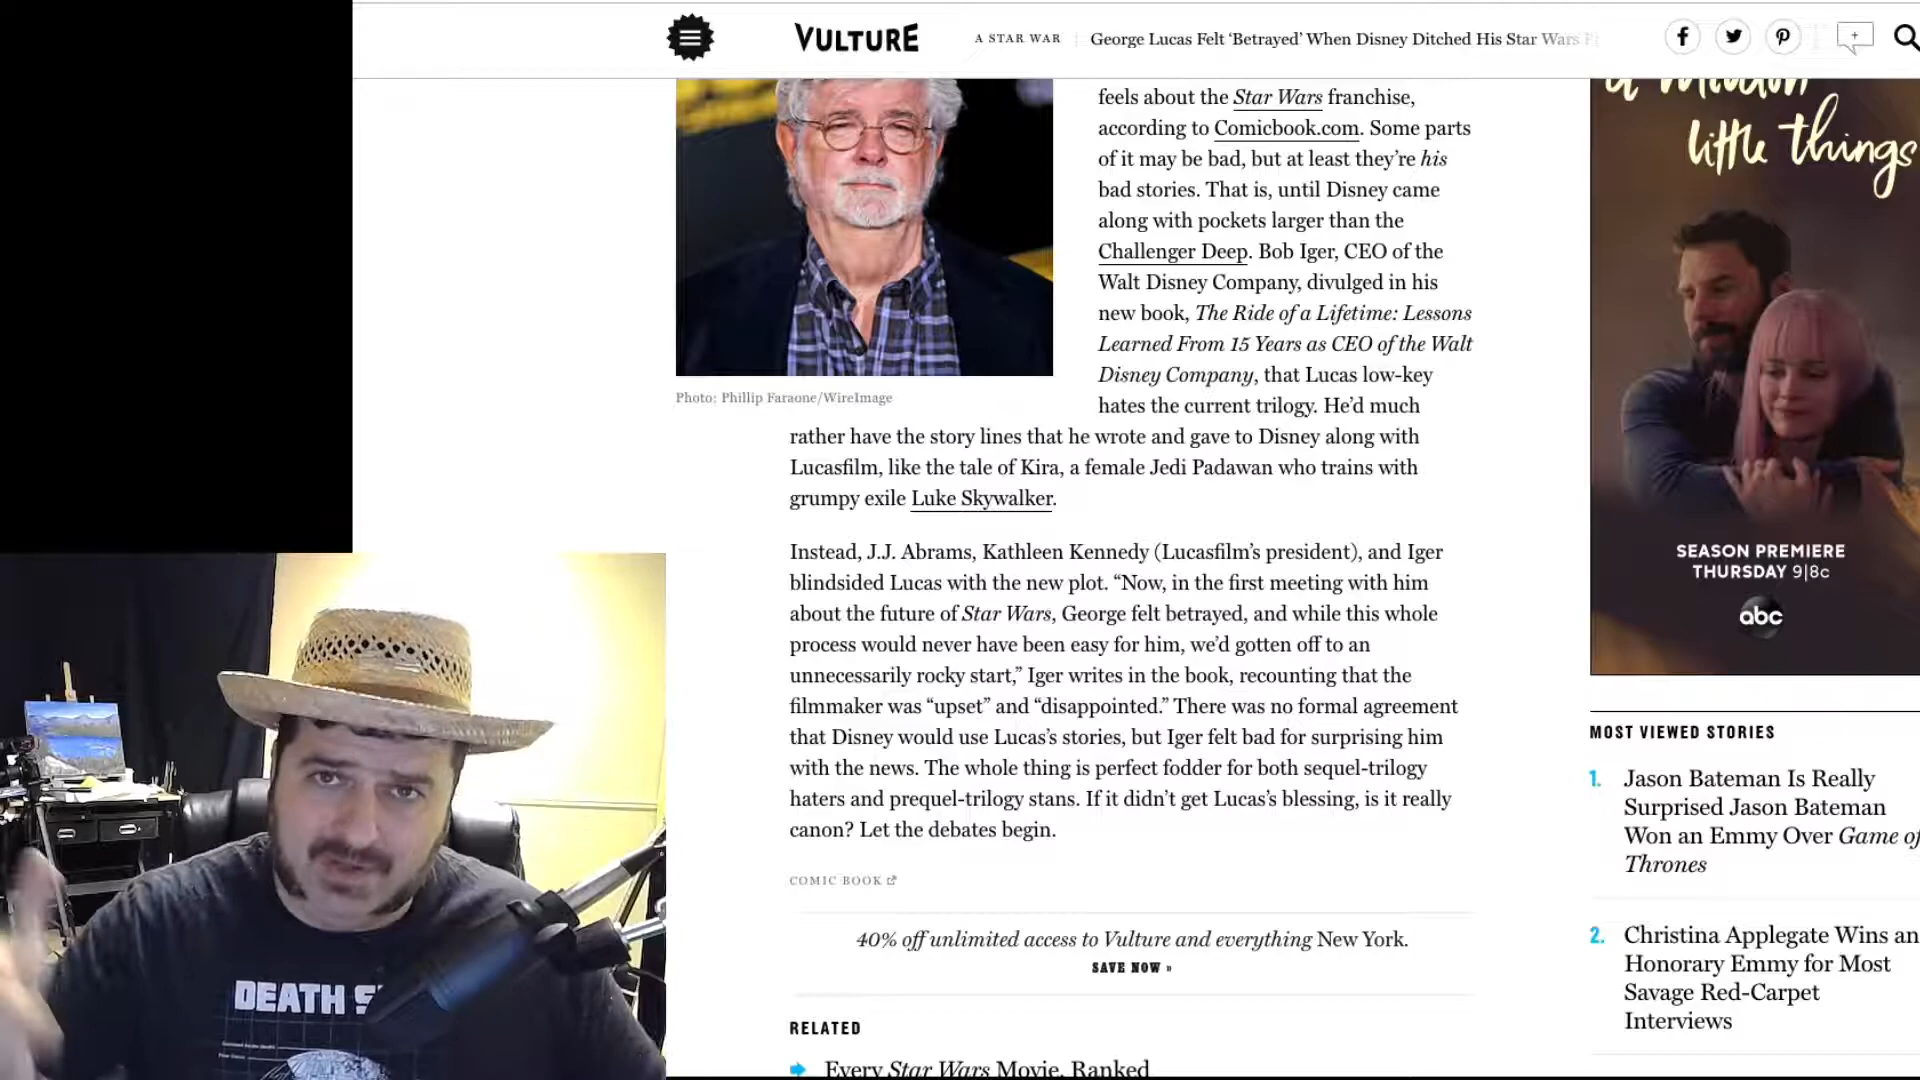 VULTURE
A STAR WAR
George Lucas Felt ‘Betrayed’ When Disney Ditched His Star Wars
feels about the Star Wars franchise,
according to Comicbook.com. Some parts
of it may be bad, but at least they’re his
bad stories. That is, until Disney came
along with pockets larger than the
Challenger Deep. Bob Iger, CEO of the
Walt Disney Company, divulged in his
new book, The Ride of a Lifetime: Lessons
Learned From 15 Years as CEO of the Walt
Disney Company, that Lucas low-key
hates the current trilogy. He’d much
Photo: Phillip Faraone/WireImage
rather have the story lines that he wrote and gave to Disney along with
Lucasfilm, like the tale of Kira, a female Jedi Padawan who trains with
grumpy exile Luke Skywalker.
Instead, J.J. Abrams, Kathleen Kennedy (Lucasfilm’s president), and Iger
blindsided Lucas with the new plot. “Now, in the first meeting with him
about the future of Star Wars, George felt betrayed, and while this whole
process would never have been easy for him, we’d gotten off to an
unnecessarily rocky start,” Iger writes in the book, recounting that the
filmmaker was “upset” and “disappointed.” There was no formal agreement
that Disney would use Lucas’s stories, but Iger felt bad for surprising him
with the news. The whole thing is perfect fodder for both sequel-trilogy
haters and prequel-trilogy stans. If it didn’t get Lucas’s blessing, is it really
canon? Let the debates begin.
COMIC BOOK
40% off unlimited access to Vulture and everything New York.
SAVE NOW »
RELATED
Every Star Wars Movie, Ranked
a million
little things
SEASON PREMIERE
THURSDAY 9|8c
abc
MOST VIEWED STORIES
1. Jason Bateman Is Really
Surprised Jason Bateman
Won an Emmy Over Game of
Thrones
2. Christina Applegate Wins an
Honorary Emmy for Most
Savage Red-Carpet
Interviews
DEATH S